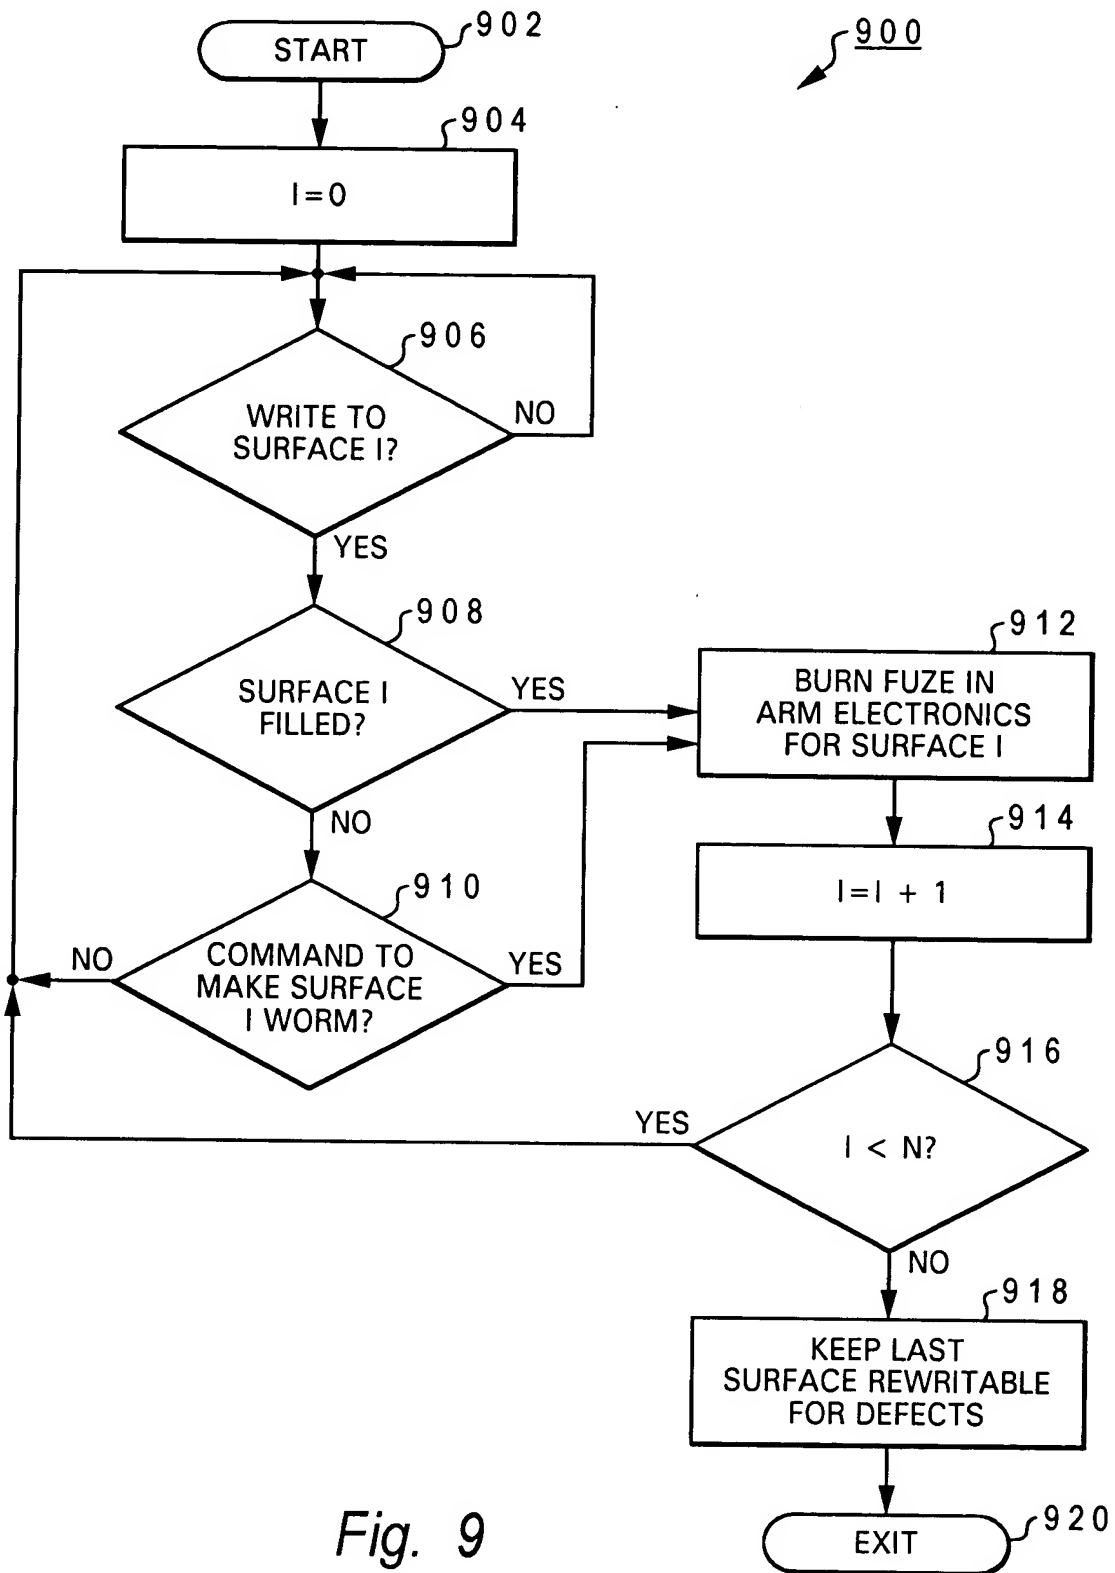 902
START
900
904
I=0
906
WRITE TO
SURFACE I?
NO
YES
908
SURFACE I
FILLED?
YES
NO
910
COMMAND TO
MAKE SURFACE
I WORM?
NO
YES
912
BURN FUZE IN
ARM ELECTRONICS
FOR SURFACE I
914
I=I + 1
916
I < N?
YES
NO
918
KEEP LAST
SURFACE REWRITABLE
FOR DEFECTS
920
EXIT
Fig. 9